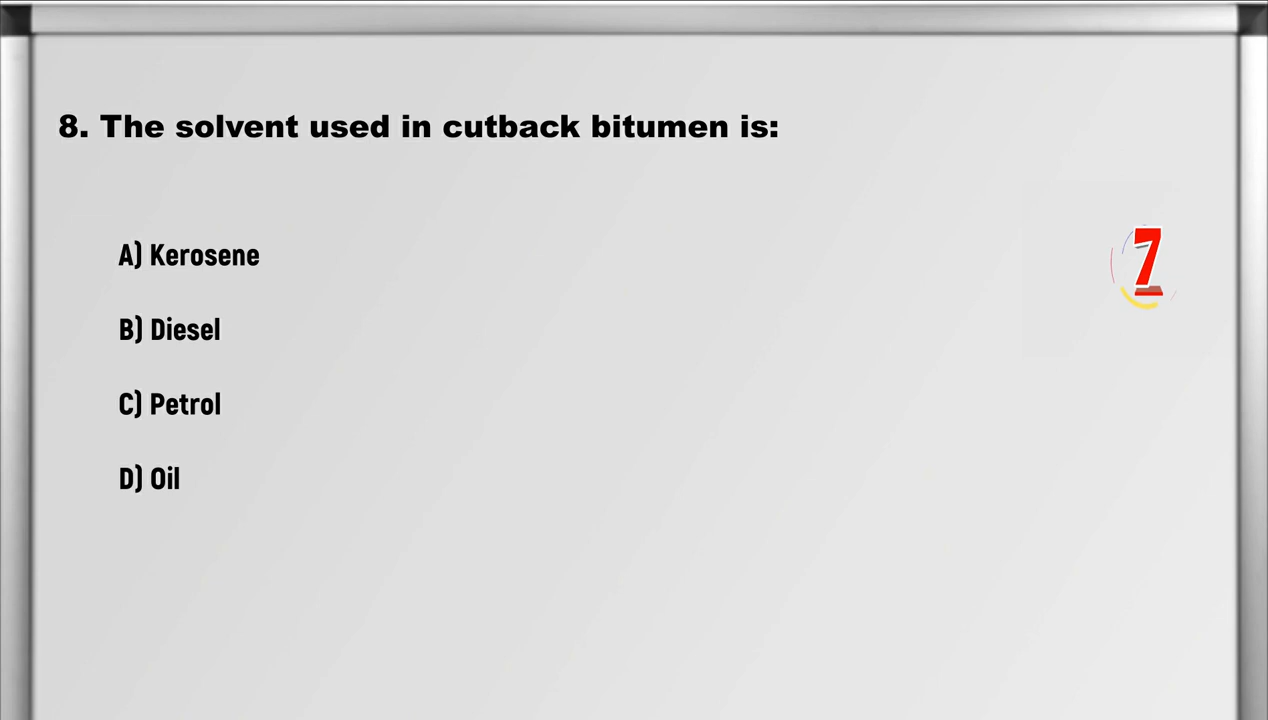 8. The solvent used in cutback bitumen is:
A) Kerosene
7
B) Diesel
C) Petrol
D) Oil